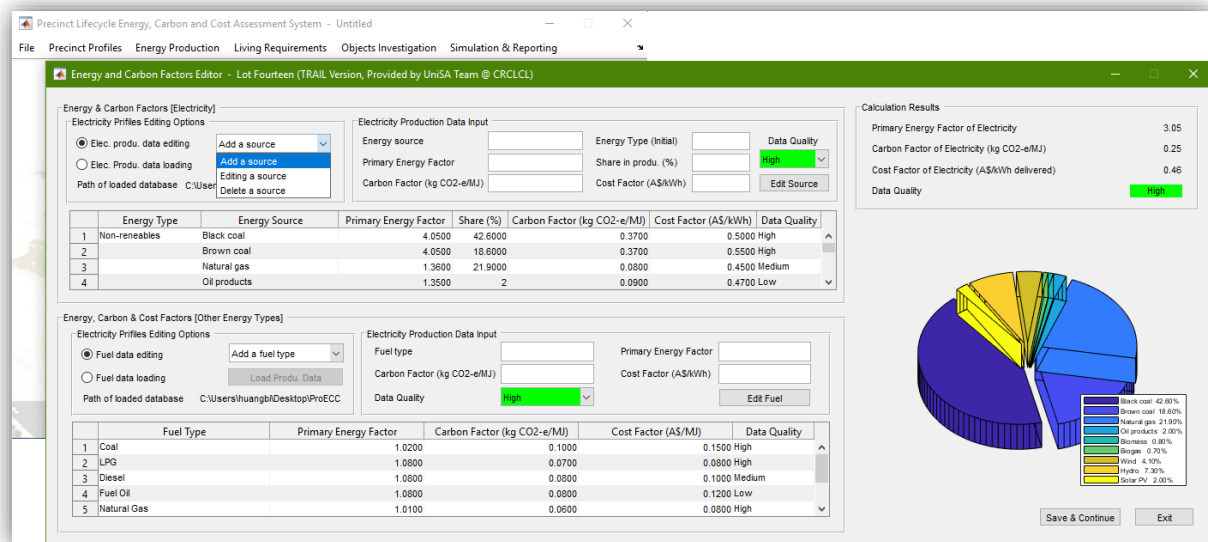 Precinct Lifecycle Energy, Carbon and Cost Assessment System - Untitled
File Precinct Profiles Energy Production Living Requirements Objects Investigation Simulation & Reporting
Energy and Carbon Factors Editor - Lot Fourteen (TRAIL Version, Provided by UniSA Team @ CRCLCL)
Energy & Carbon Factors [Electricity]
Electricity Prifiles Editing Options
Elec. produ. data editing Add a source
Elec. Produ. data loading
Add a source
Editing a source
Delete a source
Path of loaded database C:\User
Electricity Production Data Input
Energy source Energy Type (Initial) Data Quality
Primary Energy Factor Share in produ. (%) High
Carbon Factor (kg CO2-e/MJ) Cost Factor (A$/kWh) Edit Source
Energy Type Energy Source Primary Energy Factor Share (%) Carbon Factor (kg CO2-e/MJ) Cost Factor (A$/kWh) Data Quality
1 Non-reneables Black coal 4.0500 42.6000 0.3700 0.5000 High
2 Brown coal 4.0500 18.6000 0.3700 0.5500 High
3 Natural gas 1.3600 21.9000 0.0800 0.4500 Medium
4 Oil products 1.3500 2 0.0900 0.4700 Low
Energy, Carbon & Cost Factors [Other Energy Types]
Electricity Prifiles Editing Options
Fuel data editing Add a fuel type
Fuel data loading Load Produ. Data
Path of loaded database C:\Users\huangbl\Desktop\ProECC
Electricity Production Data Input
Fuel type Primary Energy Factor
Carbon Factor (kg CO2-e/MJ) Cost Factor (A$/kWh)
Data Quality High Edit Fuel
Fuel Type Primary Energy Factor Carbon Factor (kg CO2-e/MJ) Cost Factor (A$/MJ) Data Quality
1 Coal 1.0200 0.1000 0.1500 High
2 LPG 1.0800 0.0700 0.0800 High
3 Diesel 1.0800 0.0800 0.1000 Medium
4 Fuel Oil 1.0800 0.0800 0.1200 Low
5 Natural Gas 1.0100 0.0600 0.0800 High
Calculation Results
Primary Energy Factor of Electricity 3.05
Carbon Factor of Electricity (kg CO2-e/MJ) 0.25
Cost Factor of Electricity (A$/kWh delivered) 0.46
Data Quality High
Black coal 42.60%
Brown coal 18.60%
Natural gas 21.90%
Oil products 2.00%
Biomass 0.80%
Biogas 0.70%
Wind 4.10%
Hydro 7.30%
Solar PV 2.00%
Save & Continue Exit